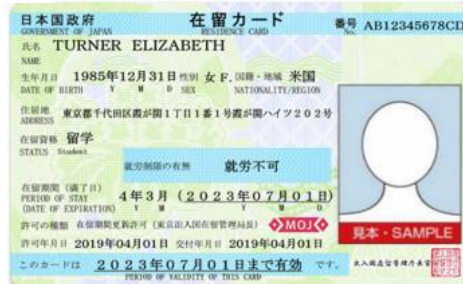 日本国政府 在留カード 番号 AB12345678CD
GOVERNMENT OF JAPAN RESIDENCE CARD No.
氏名 TURNER ELIZABETH
NAME
生年月日 1985年12月31日 性別 女 F. 国籍・地域 米国
DATE OF BIRTH Y M D SEX NATIONALITY/REGION
住居地 東京都千代田区霞が関1丁目1番1号霞が関ハイツ202号
ADDRESS
在留資格 留学
STATUS Student
就労制限の有無 就労不可
在留期間(満了日) 4年3月(2023年07月01日)
PERIOD OF STAY
(DATE OF EXPIRATION) Y M Y M D
許可の種類 在留期間更新許可(東京出入国在留管理局長) MOJ
許可年月日 2019年04月01日 交付年月日 2019年04月01日
見本・SAMPLE
このカードは 2023年07月01日まで有効 です。
PERIOD OF VALIDITY OF THIS CARD